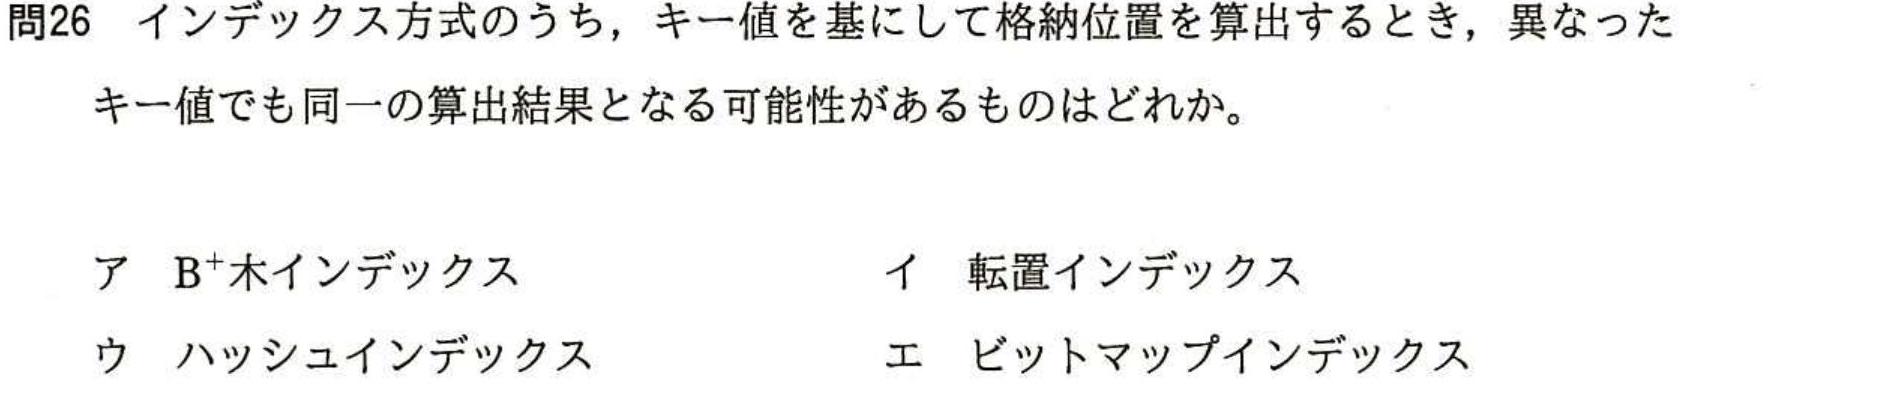 問26 インデックス方式のうち，キー値を基にして格納位置を算出するとき，異なった
キー値でも同一の算出結果となる可能性があるものはどれか。
ア B⁺木インデックス イ 転置インデックス
ウ ハッシュインデックス エ ビットマップインデックス